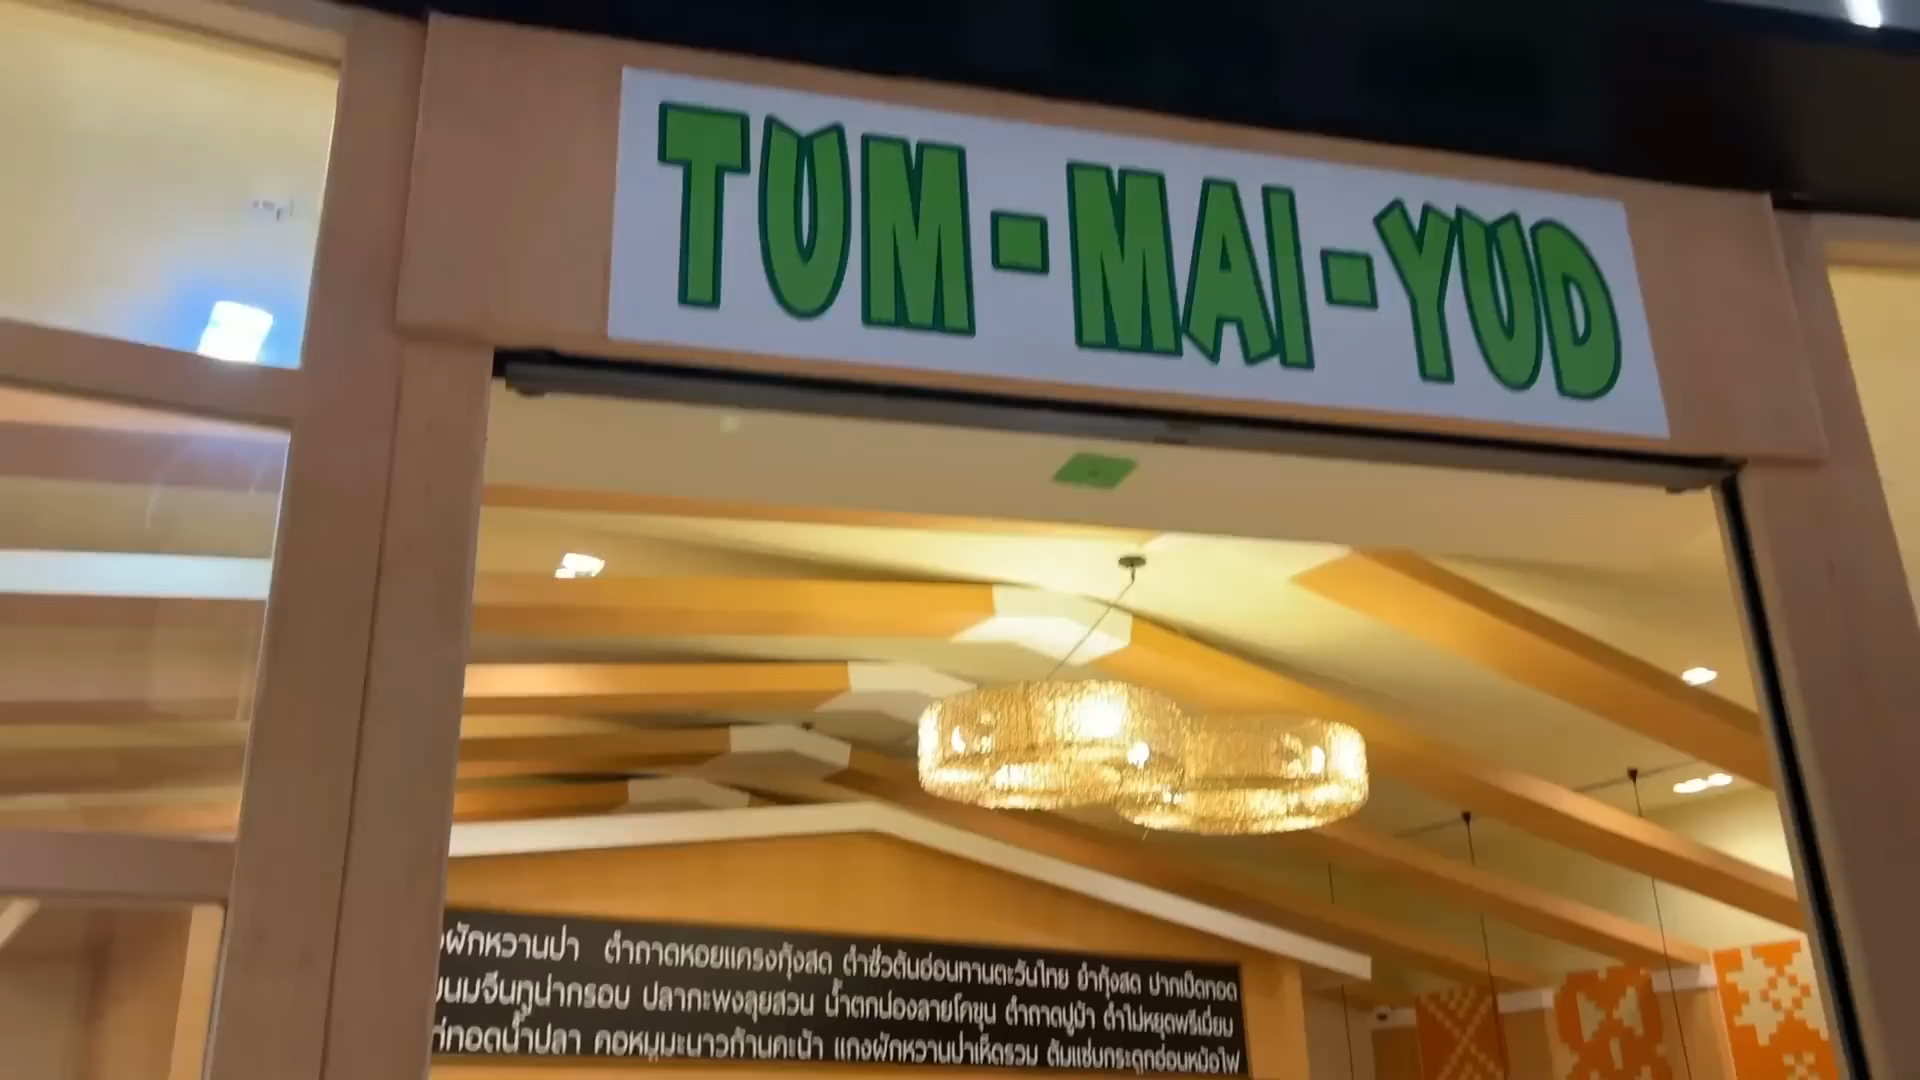 TUM-MAI-YUD
ผักหวานป่า ตำถาดหอยแครงกุ้งสด ตำซั่วต้นอ่อนทานตะวันไทย ยำกุ้งสด ปากเป็ดทอด
ขนมจีนทูน่ากรอบ ปลากะพงลุยสวน น้ำตกน่องลายโคขุน ตำถาดปูม้า ตำไม่หยุดพรีเมี่ยม
ทอดน้ำปลา คอหมูมะนาวก้านคะน้า แกงผักหวานป่าเห็ดรวม ต้มแซ่บกระดูกอ่อนหม้อไฟ